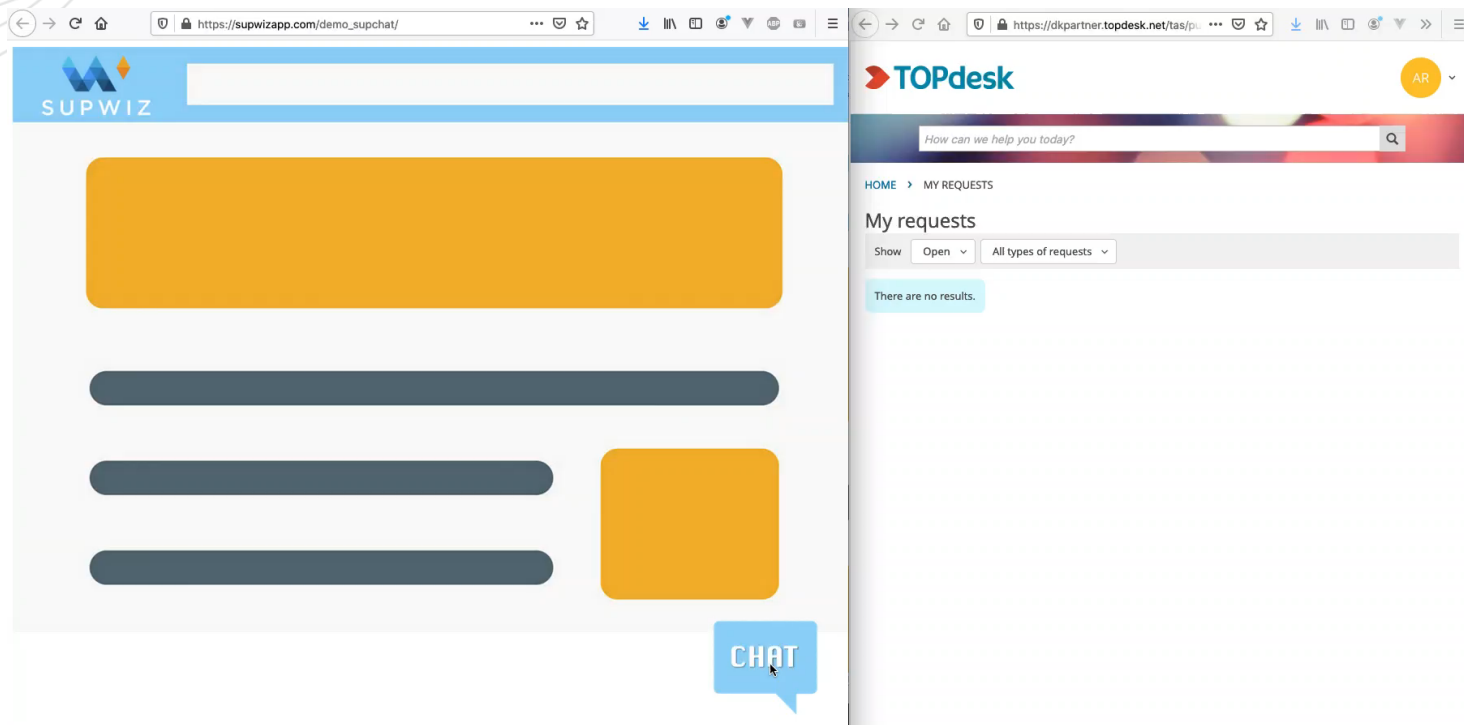 https://supwizapp.com/demo_supchat/
SUPWIZ
CHAT
https://dkpartner.topdesk.net/tas/pu
TOPdesk
AR
How can we help you today?
HOME > MY REQUESTS
My requests
Show Open All types of requests
There are no results.